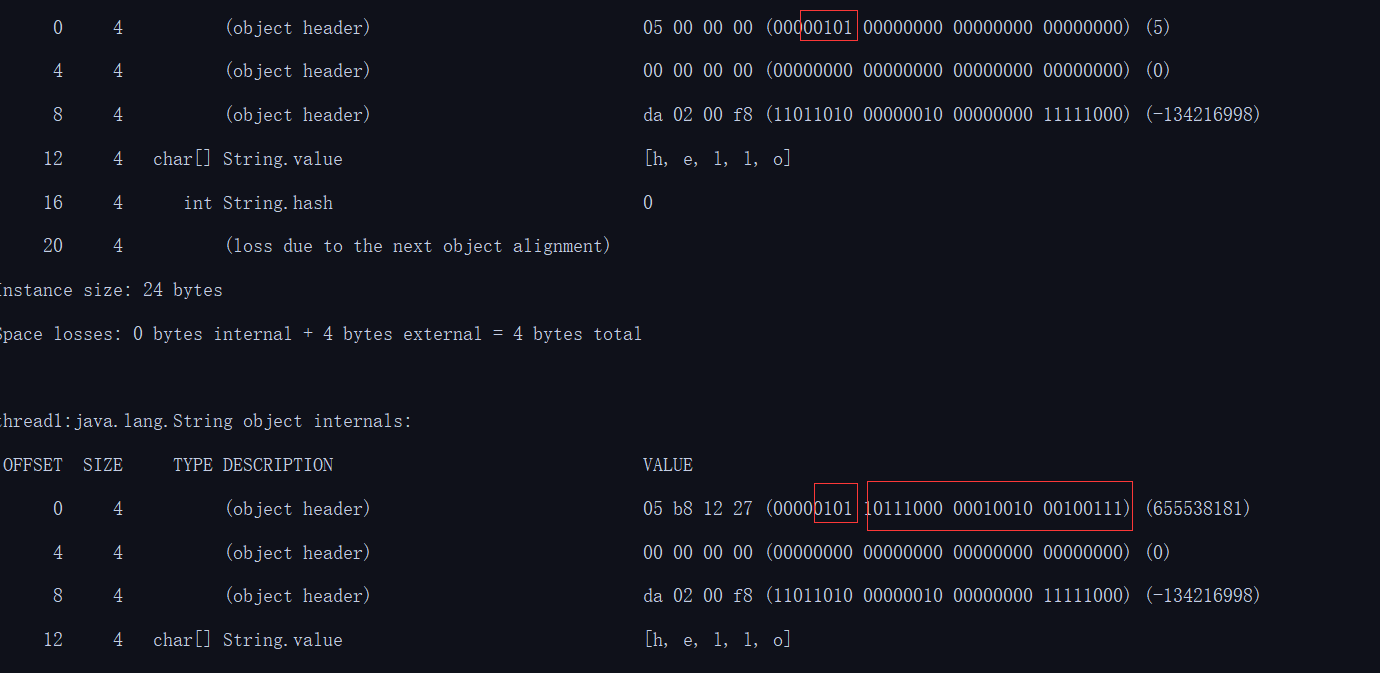 0 4 (object header) 05 00 00 00 (00000101 00000000 00000000 00000000) (5)
4 4 (object header) 00 00 00 00 (00000000 00000000 00000000 00000000) (0)
8 4 (object header) da 02 00 f8 (11011010 00000010 00000000 11111000) (-134216998)
12 4 char[] String.value [h, e, l, l, o]
16 4 int String.hash 0
20 4 (loss due to the next object alignment)
Instance size: 24 bytes
Space losses: 0 bytes internal + 4 bytes external = 4 bytes total
thread1:java.lang.String object internals:
OFFSET SIZE TYPE DESCRIPTION VALUE
0 4 (object header) 05 b8 12 27 (00000101 10111000 00010010 00100111) (655538181)
4 4 (object header) 00 00 00 00 (00000000 00000000 00000000 00000000) (0)
8 4 (object header) da 02 00 f8 (11011010 00000010 00000000 11111000) (-134216998)
12 4 char[] String.value [h, e, l, l, o]